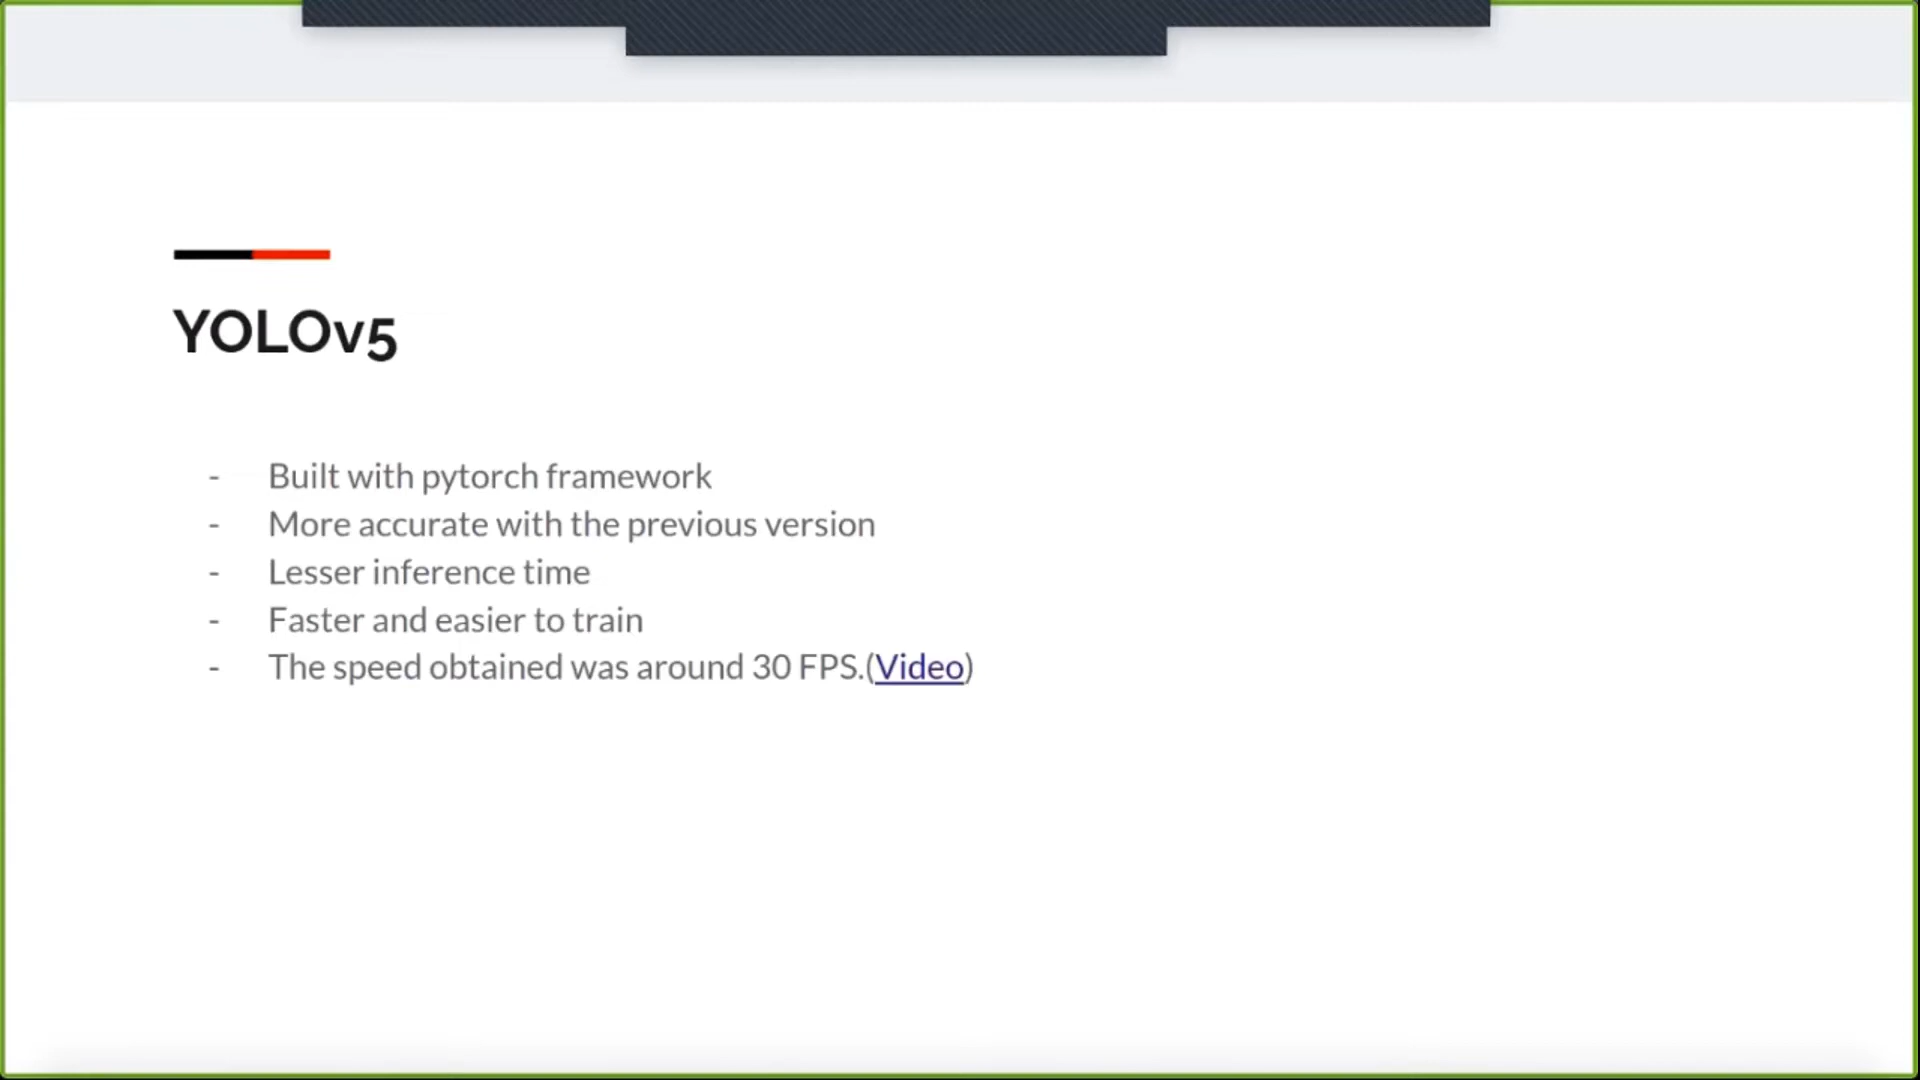 YOLOv5
- Built with pytorch framework
- More accurate with the previous version
- Lesser inference time
- Faster and easier to train
- The speed obtained was around 30 FPS.(Video)